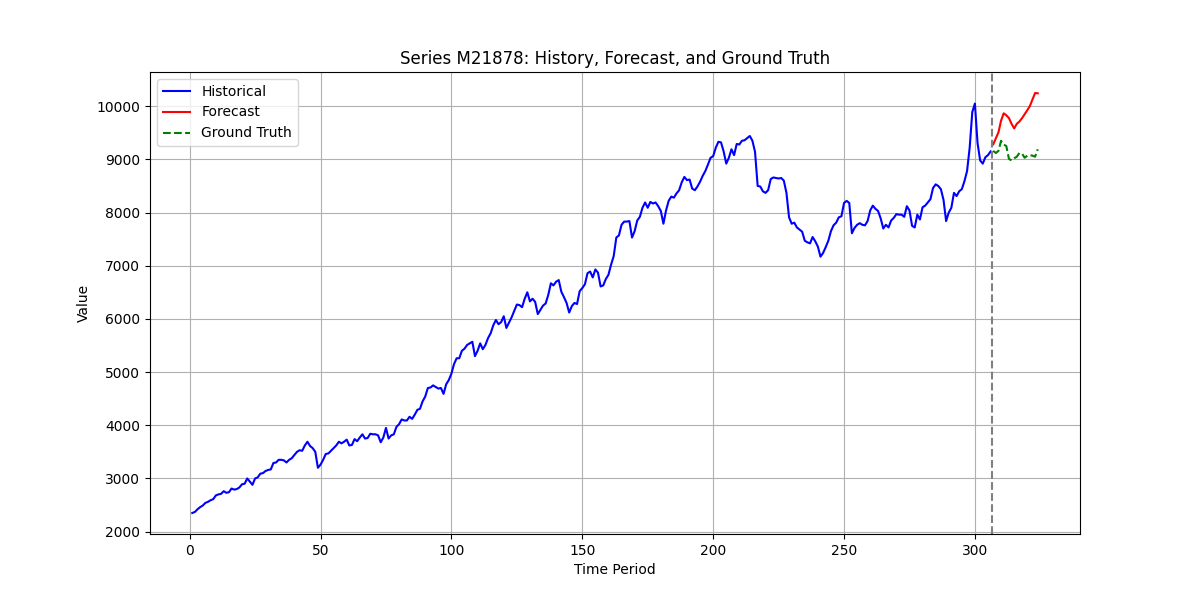 Series M21878: History, Forecast, and Ground Truth
Historical
Forecast
Ground Truth
10000
9000
8000
7000
6000
5000
4000
3000
2000
Value
0 50 100 150 200 250 300
Time Period